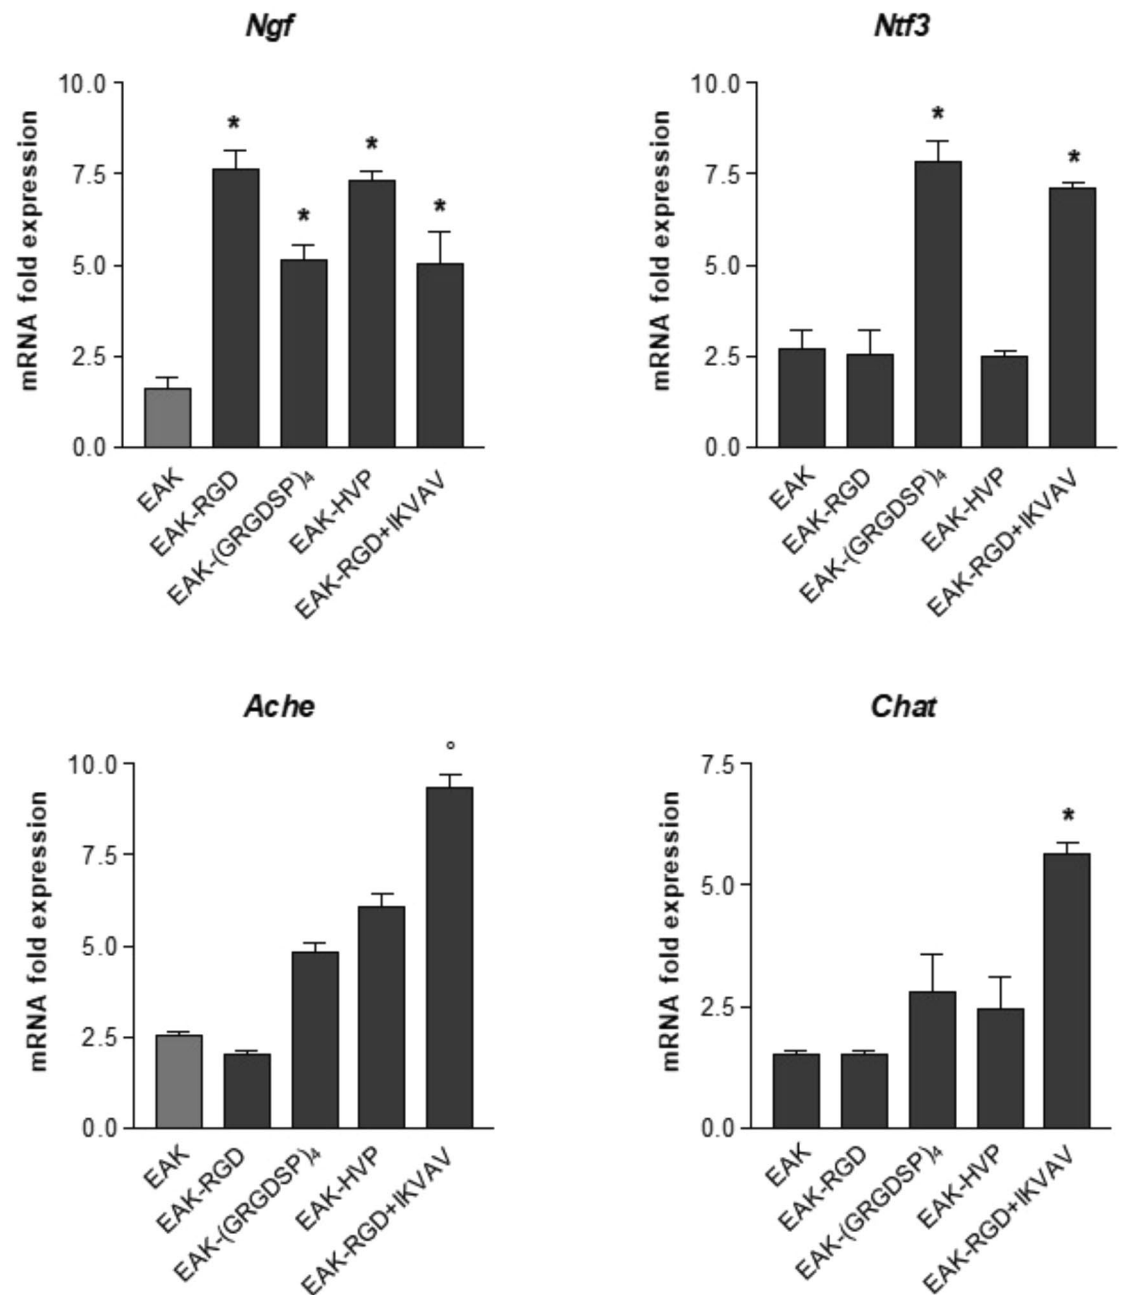 Ngf
mRNA fold expression
10.0
7.5
5.0
2.5
0.0
*
*
*
*
EAK
EAK-RGD
EAK-(GRGDSP)₄
EAK-HVP
EAK-RGD+IKVAV
Ntf3
mRNA fold expression
10.0
7.5
5.0
2.5
0.0
*
*
EAK
EAK-RGD
EAK-(GRGDSP)₄
EAK-HVP
EAK-RGD+IKVAV
Ache
mRNA fold expression
10.0
7.5
5.0
2.5
0.0
°
EAK
EAK-RGD
EAK-(GRGDSP)₄
EAK-HVP
EAK-RGD+IKVAV
Chat
mRNA fold expression
7.5
5.0
2.5
0.0
*
EAK
EAK-RGD
EAK-(GRGDSP)₄
EAK-HVP
EAK-RGD+IKVAV